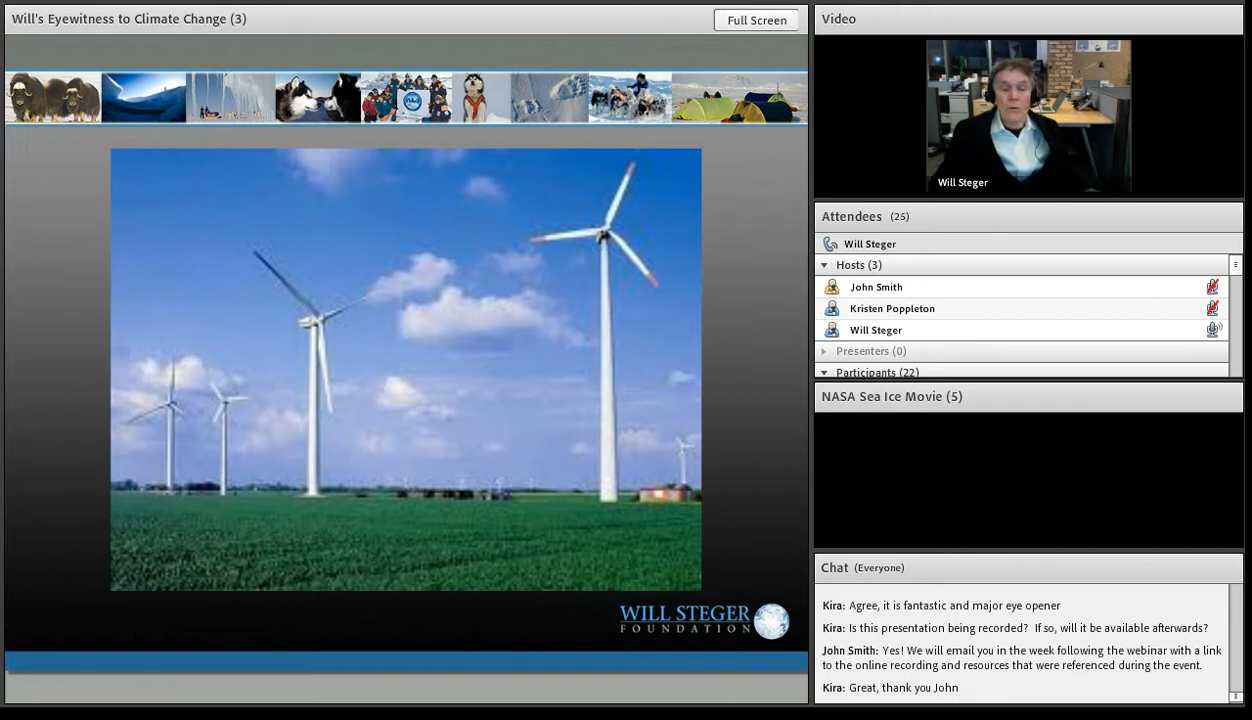 Will's Eyewitness to Climate Change (3)
Full Screen
WILL STEGER
FOUNDATION
Video
Will Steger
Attendees (25)
Will Steger
Hosts (3)
John Smith
Kristen Poppleton
Will Steger
Presenters (0)
Participants (22)
NASA Sea Ice Movie (5)
Chat (Everyone)
Kira: Agree, it is fantastic and major eye opener
Kira: Is this presentation being recorded? If so, will it be available afterwards?
John Smith: Yes! We will email you in the week following the webinar with a link
to the online recording and resources that were referenced during the event.
Kira: Great, thank you John